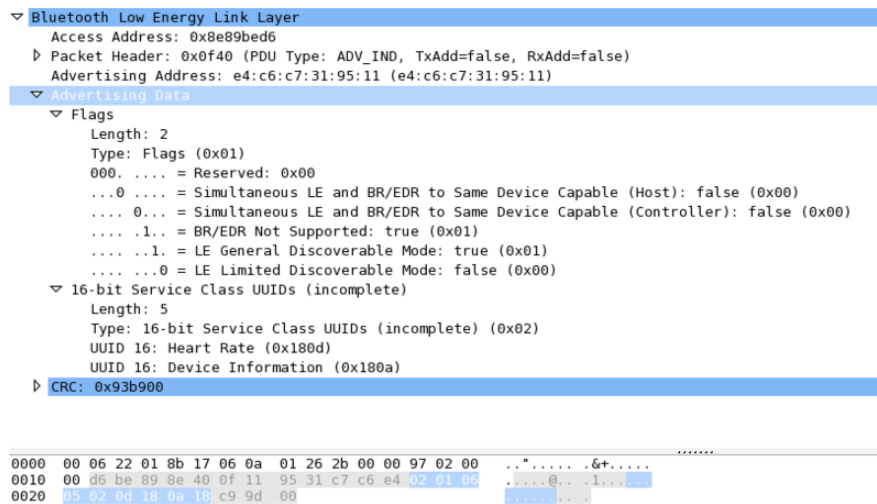 Bluetooth Low Energy Link Layer
Access Address: 0x8e89bed6
Packet Header: 0x0f40 (PDU Type: ADV_IND, TxAdd=false, RxAdd=false)
Advertising Address: e4:c6:c7:31:95:11 (e4:c6:c7:31:95:11)
Advertising Data
Flags
Length: 2
Type: Flags (0x01)
000. .... = Reserved: 0x00
...0 .... = Simultaneous LE and BR/EDR to Same Device Capable (Host): false (0x00)
.... 0... = Simultaneous LE and BR/EDR to Same Device Capable (Controller): false (0x00)
.... .1.. = BR/EDR Not Supported: true (0x01)
.... ..1. = LE General Discoverable Mode: true (0x01)
.... ...0 = LE Limited Discoverable Mode: false (0x00)
16-bit Service Class UUIDs (incomplete)
Length: 5
Type: 16-bit Service Class UUIDs (incomplete) (0x02)
UUID 16: Heart Rate (0x180d)
UUID 16: Device Information (0x180a)
CRC: 0x93b900
0000 00 06 22 01 8b 17 06 0a 01 26 2b 00 00 97 02 00 .."..... .&+.....
0010 00 d6 be 89 8e 40 0f 11 95 31 c7 c6 e4 02 01 06 .....@.. .1......
0020 05 02 0d 18 0a 18 c9 9d 00 ........ .